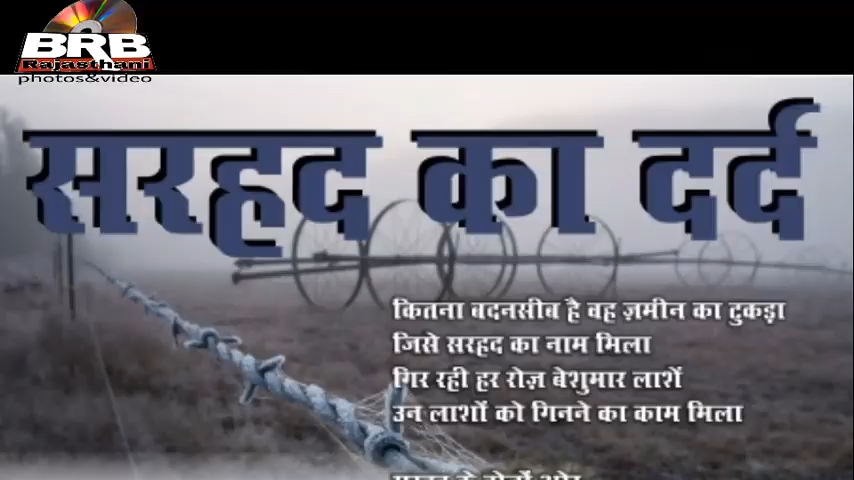 BRB
Rajasthani
photos&video
सरहद का दर्द
कितना बदनसीब है वह ज़मीन का टुकड़ा
जिसे सरहद का नाम मिला
गिर रही हर रोज़ बेशुमार लाशें
उन लाशों को गिनने का काम मिला